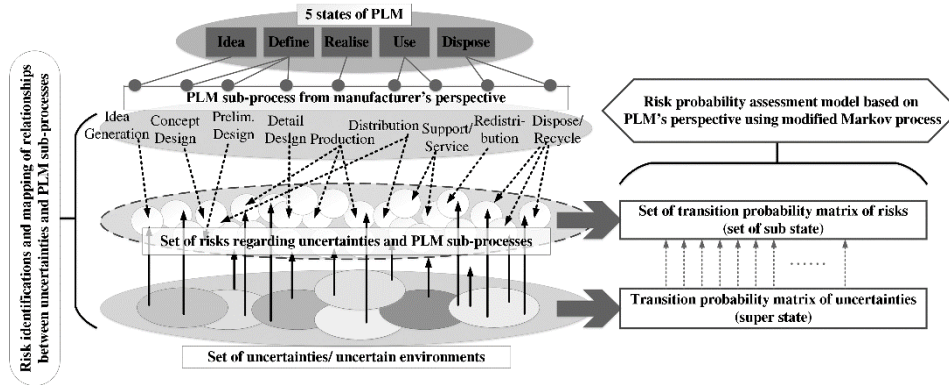 Risk identifications and mapping of relationships
between uncertainties and PLM sub-processes
5 states of PLM
Idea
Define
Realise
Use
Dispose
PLM sub-process from manufacturer's perspective
Idea
Generation
Concept
Design
Prelim.
Design
Detail
Design
Production
Distribution
Support/
Service
Redistri-
bution
Dispose/
Recycle
Set of risks regarding uncertainties and PLM sub-processes
Set of uncertainties/ uncertain environments
Risk probability assessment model based on
PLM's perspective using modified Markov process
Set of transition probability matrix of risks
(set of sub state)
......
Transition probability matrix of uncertainties
(super state)